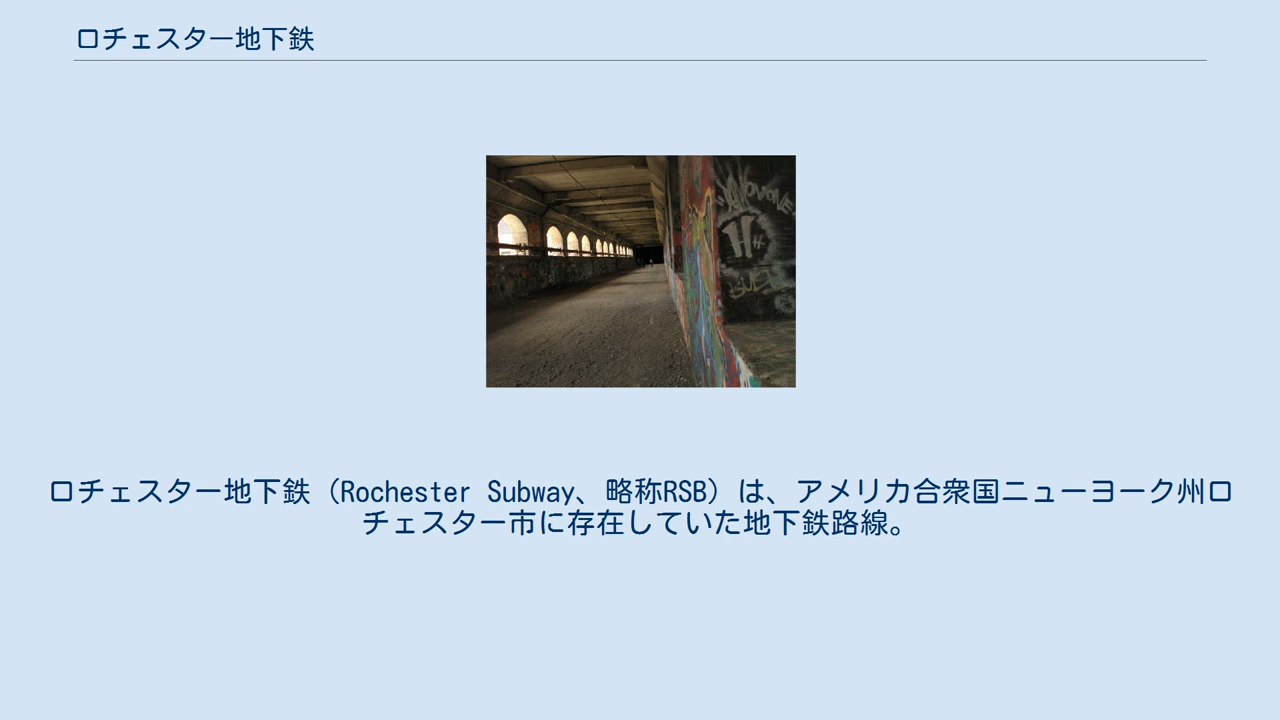 ロチェスター地下鉄
ロチェスター地下鉄（Rochester Subway、略称RSB）は、アメリカ合衆国ニューヨーク州ロ
チェスター市に存在していた地下鉄路線。